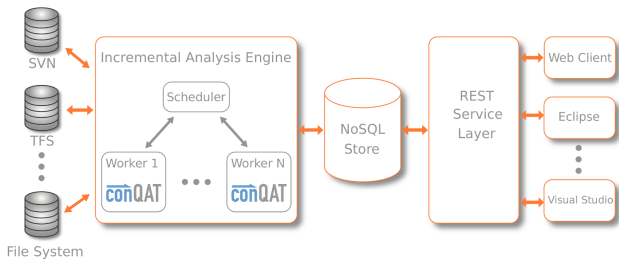 SVN
TFS
File System
Incremental Analysis Engine
Scheduler
Worker 1
conQAT
Worker N
conQAT
NoSQL
Store
REST
Service
Layer
Web Client
Eclipse
Visual Studio